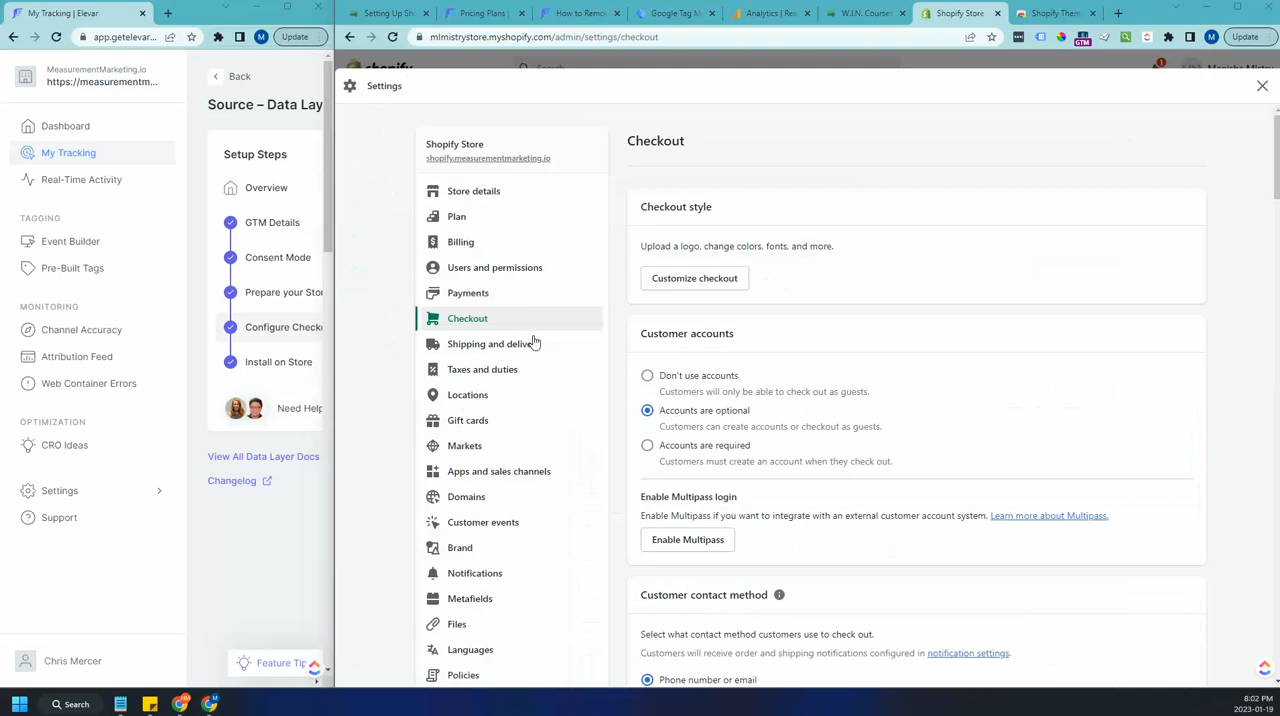 My Tracking | Elevar
app.getelevar.
Update
MeasurementMarketing.io
https://measurementm...
Dashboard
My Tracking
Real-Time Activity
TAGGING
Event Builder
Pre-Built Tags
MONITORING
Channel Accuracy
Attribution Feed
Web Container Errors
OPTIMIZATION
CRO Ideas
Settings
Support
Chris Mercer
Back
Source – Data Lay
Setup Steps
Overview
GTM Details
Consent Mode
Prepare your Stor
Configure Checko
Install on Store
Need Help
View All Data Layer Docs
Changelog
Feature Tip
Setting Up Sh
Pricing Plans
How to Remo
Google Tag M
Analytics | Re
W.I.N. Courses
Shopify Store
Shopify Them
mlmistrystore.myshopify.com/admin/settings/checkout
GTM
M
Update
shopify
Search
1
Monisha Mistry
Settings
Shopify Store
shopify.measurementmarketing.io
Store details
Plan
Billing
Users and permissions
Payments
Checkout
Shipping and delive
Taxes and duties
Locations
Gift cards
Markets
Apps and sales channels
Domains
Customer events
Brand
Notifications
Metafields
Files
Languages
Policies
Checkout
Checkout style
Upload a logo, change colors, fonts, and more.
Customize checkout
Customer accounts
Don't use accounts
Customers will only be able to check out as guests.
Accounts are optional
Customers can create accounts or checkout as guests.
Accounts are required
Customers must create an account when they check out.
Enable Multipass login
Enable Multipass if you want to integrate with an external customer account system. Learn more about Multipass.
Enable Multipass
Customer contact method
Select what contact method customers use to check out.
Customers will receive order and shipping notifications configured in notification settings.
Phone number or email
Search
8:02 PM
2023-01-19